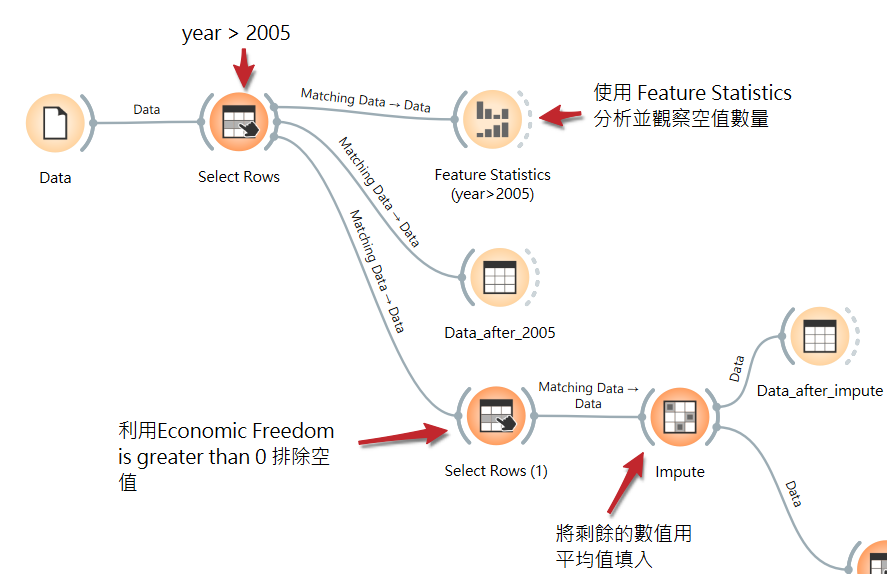 year > 2005
Data
Data
Select Rows
Matching Data → Data
Feature Statistics
(year>2005)
使用 Feature Statistics
分析並觀察空值數量
Matching Data → Data
Data_after_2005
Matching Data → Data
利用Economic Freedom
is greater than 0 排除空
值
Select Rows (1)
Matching Data →
Data
Impute
將剩餘的數值用
平均值填入
Data
Data_after_impute
Data